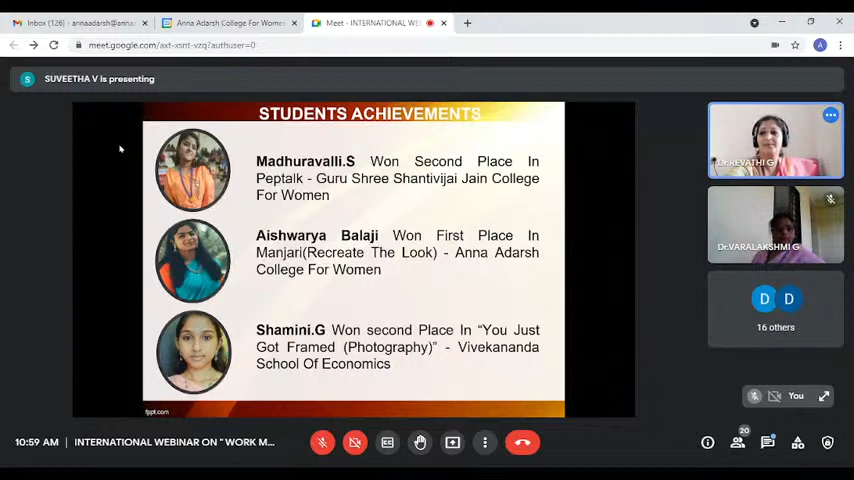 Inbox (126) - annaadarsh@anna
Anna Adarsh College For Women
Meet - INTERNATIONAL WE
meet.google.com/axt-xsnt-vzq?authuser=0
A
S
SUVEETHA V is presenting
STUDENTS ACHIEVEMENTS
Madhuravalli.S Won Second Place In
Peptalk - Guru Shree Shantivijai Jain College
For Women
Aishwarya Balaji Won First Place In
Manjari(Recreate The Look) - Anna Adarsh
College For Women
Shamini.G Won second Place In “You Just
Got Framed (Photography)” - Vivekananda
School Of Economics
fppt.com
Dr.REVATHI G
Dr.VARALAKSHMI G
D D
16 others
You
10:59 AM | INTERNATIONAL WEBINAR ON " WORK M...
20